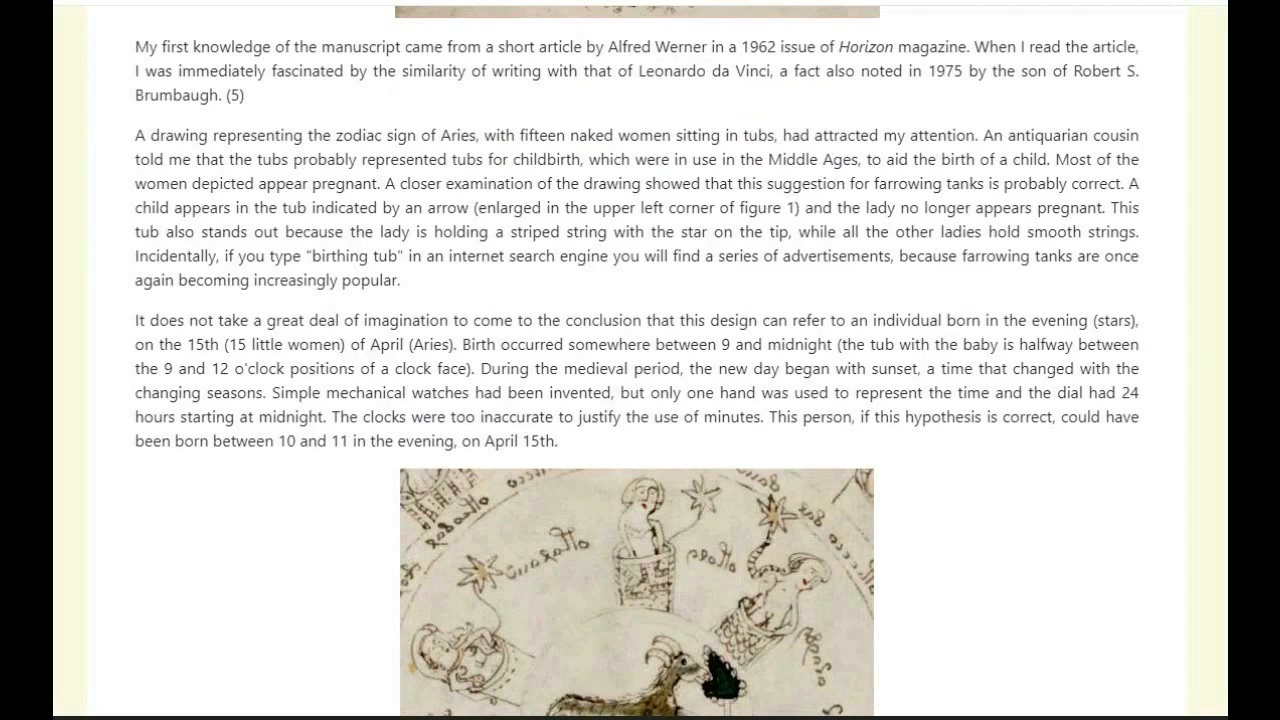 My first knowledge of the manuscript came from a short article by Alfred Werner in a 1962 issue of Horizon magazine. When I read the article,
I was immediately fascinated by the similarity of writing with that of Leonardo da Vinci, a fact also noted in 1975 by the son of Robert S.
Brumbaugh. (5)
A drawing representing the zodiac sign of Aries, with fifteen naked women sitting in tubs, had attracted my attention. An antiquarian cousin
told me that the tubs probably represented tubs for childbirth, which were in use in the Middle Ages, to aid the birth of a child. Most of the
women depicted appear pregnant. A closer examination of the drawing showed that this suggestion for farrowing tanks is probably correct. A
child appears in the tub indicated by an arrow (enlarged in the upper left corner of figure 1) and the lady no longer appears pregnant. This
tub also stands out because the lady is holding a striped string with the star on the tip, while all the other ladies hold smooth strings.
Incidentally, if you type "birthing tub" in an internet search engine you will find a series of advertisements, because farrowing tanks are once
again becoming increasingly popular.
It does not take a great deal of imagination to come to the conclusion that this design can refer to an individual born in the evening (stars),
on the 15th (15 little women) of April (Aries). Birth occurred somewhere between 9 and midnight (the tub with the baby is halfway between
the 9 and 12 o'clock positions of a clock face). During the medieval period, the new day began with sunset, a time that changed with the
changing seasons. Simple mechanical watches had been invented, but only one hand was used to represent the time and the dial had 24
hours starting at midnight. The clocks were too inaccurate to justify the use of minutes. This person, if this hypothesis is correct, could have
been born between 10 and 11 in the evening, on April 15th.